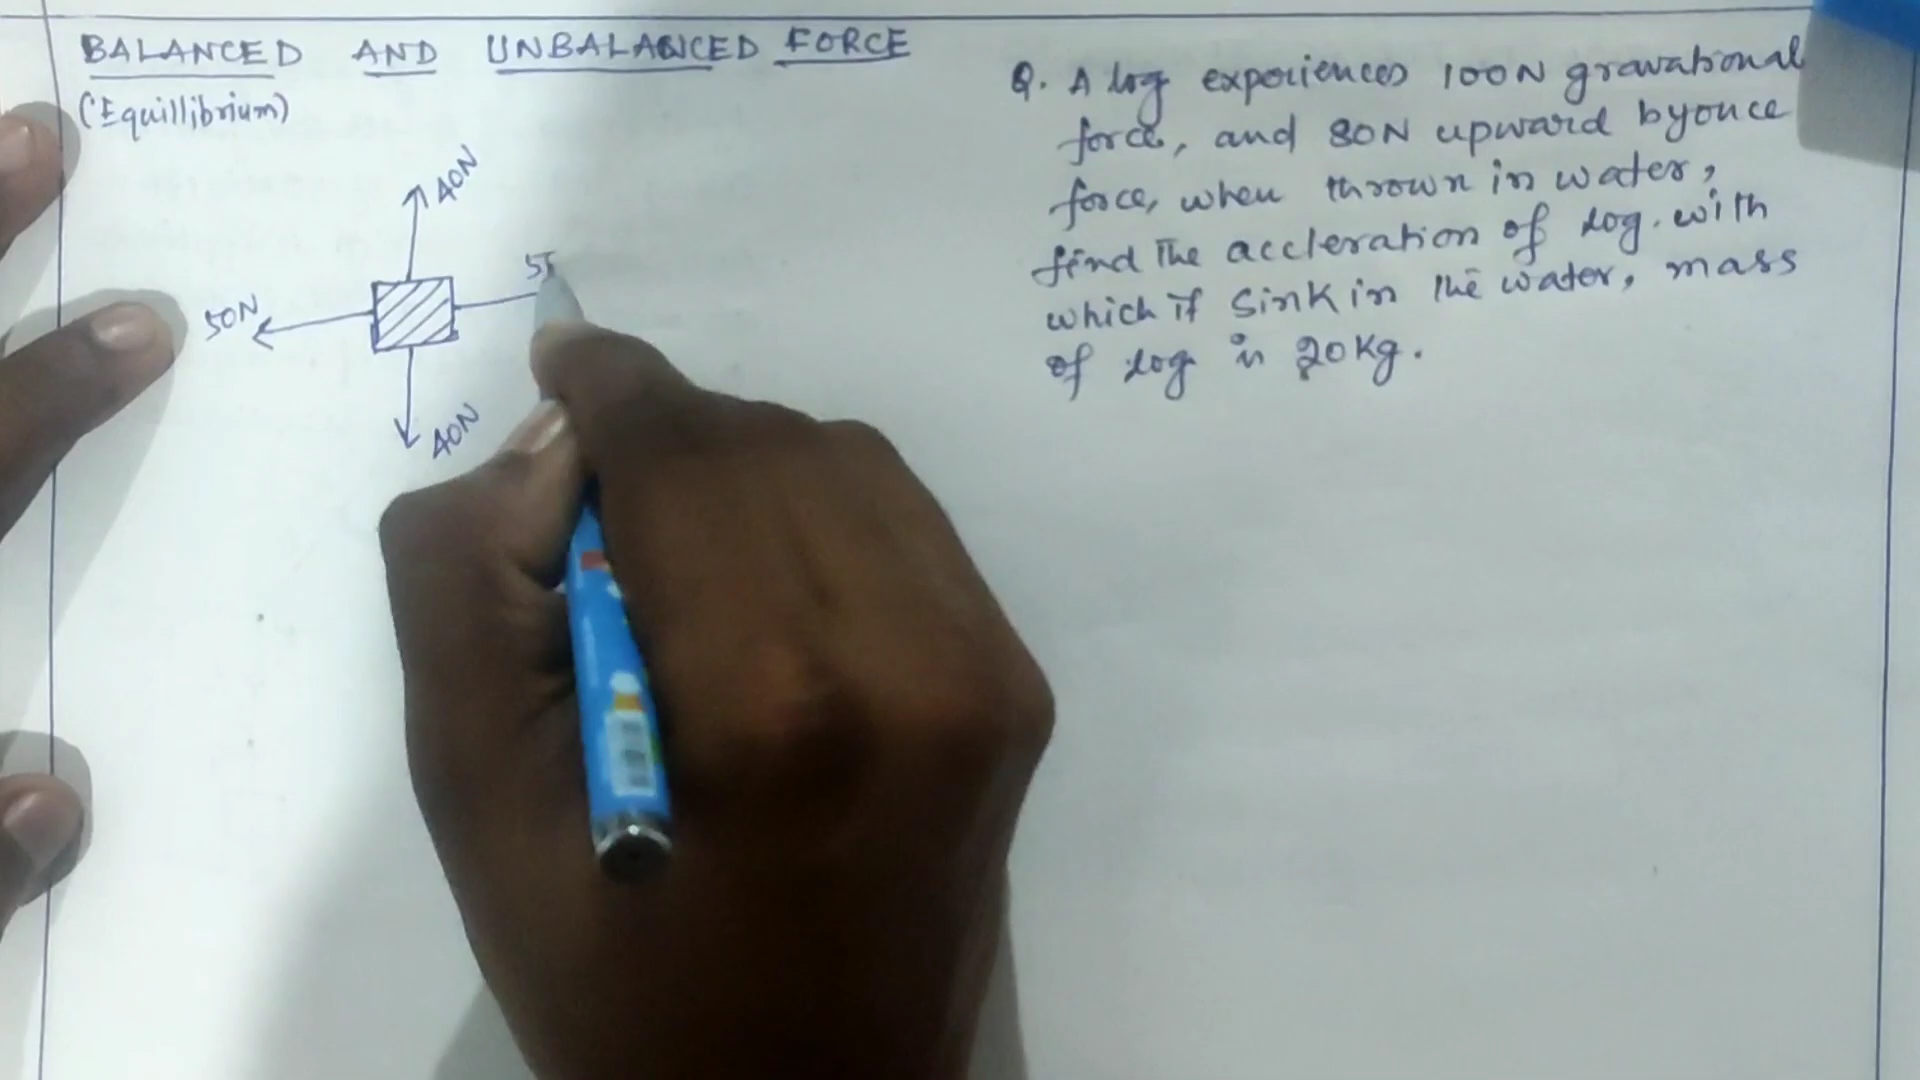 BALANCED AND UNBALANCED FORCE
(Equillibrium)
40N
50N
40N
Q. A log experiences 100N gravational
force, and 80N upward byouce
force, when thrown in water,
find the accleration of log. with
which it sink in the water, mass
of log is 20Kg.